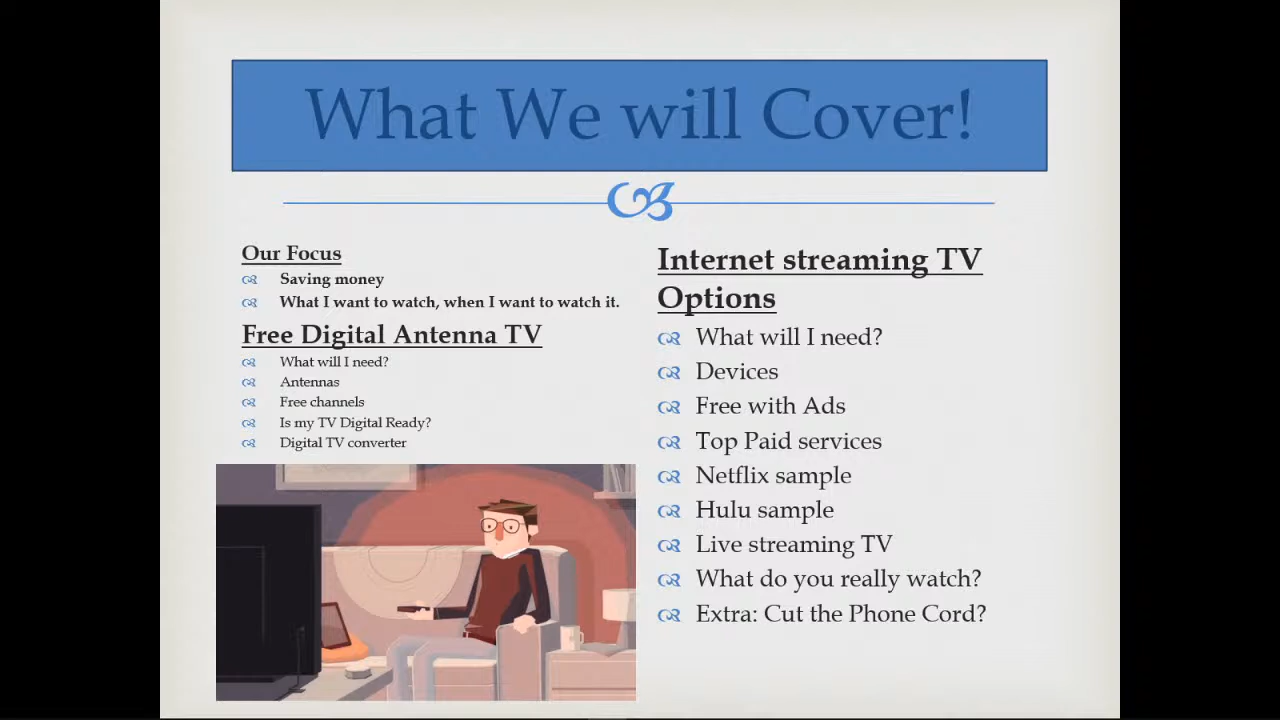 What We will Cover!
Our Focus
Saving money
What I want to watch, when I want to watch it.
Free Digital Antenna TV
What will I need?
Antennas
Free channels
Is my TV Digital Ready?
Digital TV converter
Internet streaming TV
Options
What will I need?
Devices
Free with Ads
Top Paid services
Netflix sample
Hulu sample
Live streaming TV
What do you really watch?
Extra: Cut the Phone Cord?